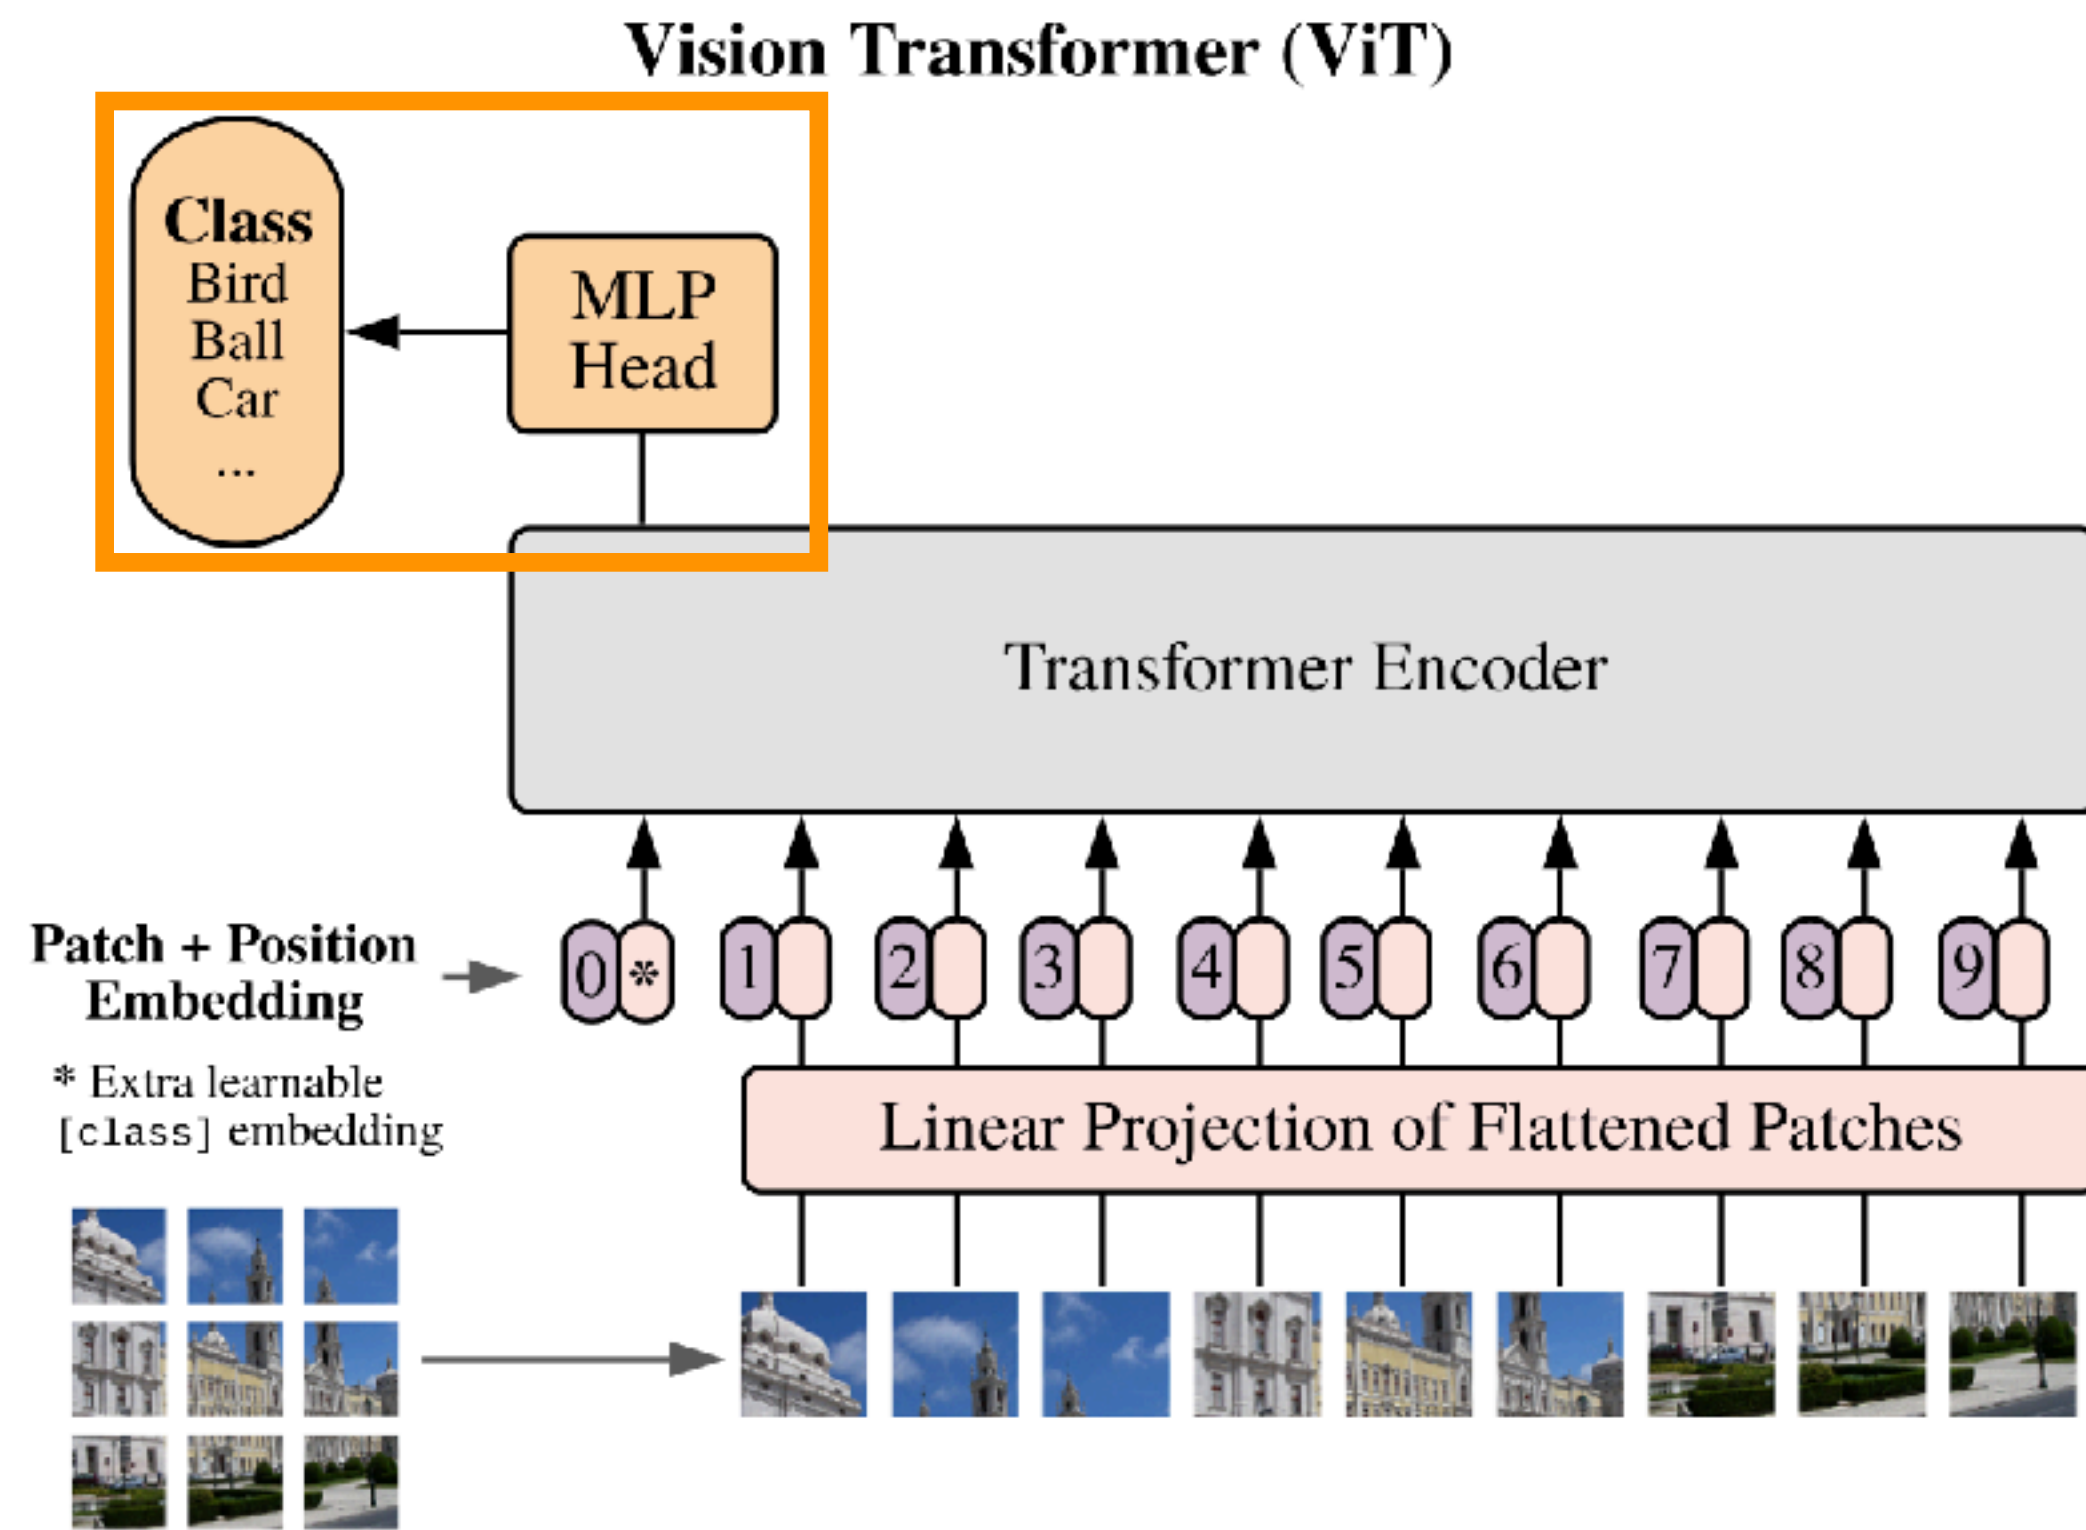 Vision Transformer (ViT)
Class
Bird
Ball
Car
...
MLP
Head
Transformer Encoder
Patch + Position
Embedding
0 * 1 2 3 4 5 6 7 8 9
* Extra learnable
[class] embedding
Linear Projection of Flattened Patches